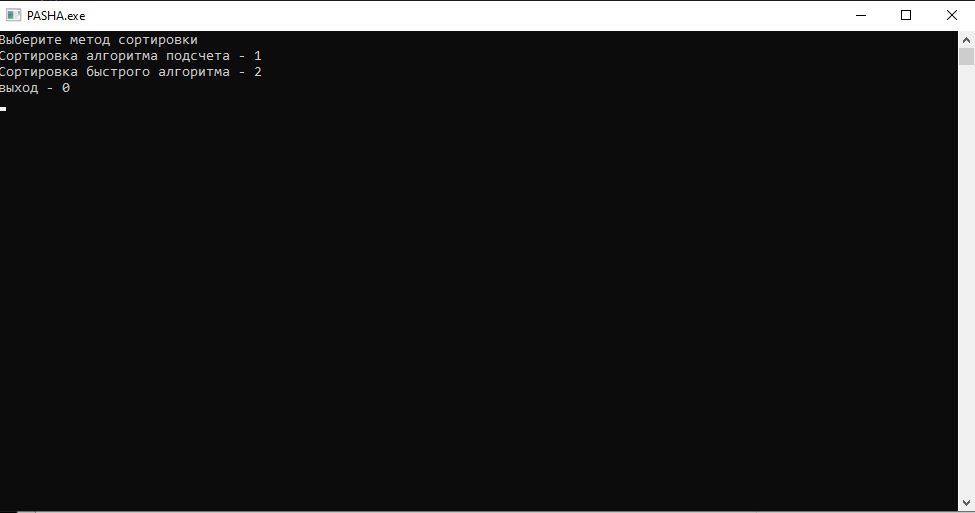 PASHA.exe
Выберите метод сортировки
Сортировка алгоритма подсчета - 1
Сортировка быстрого алгоритма - 2
выход - 0